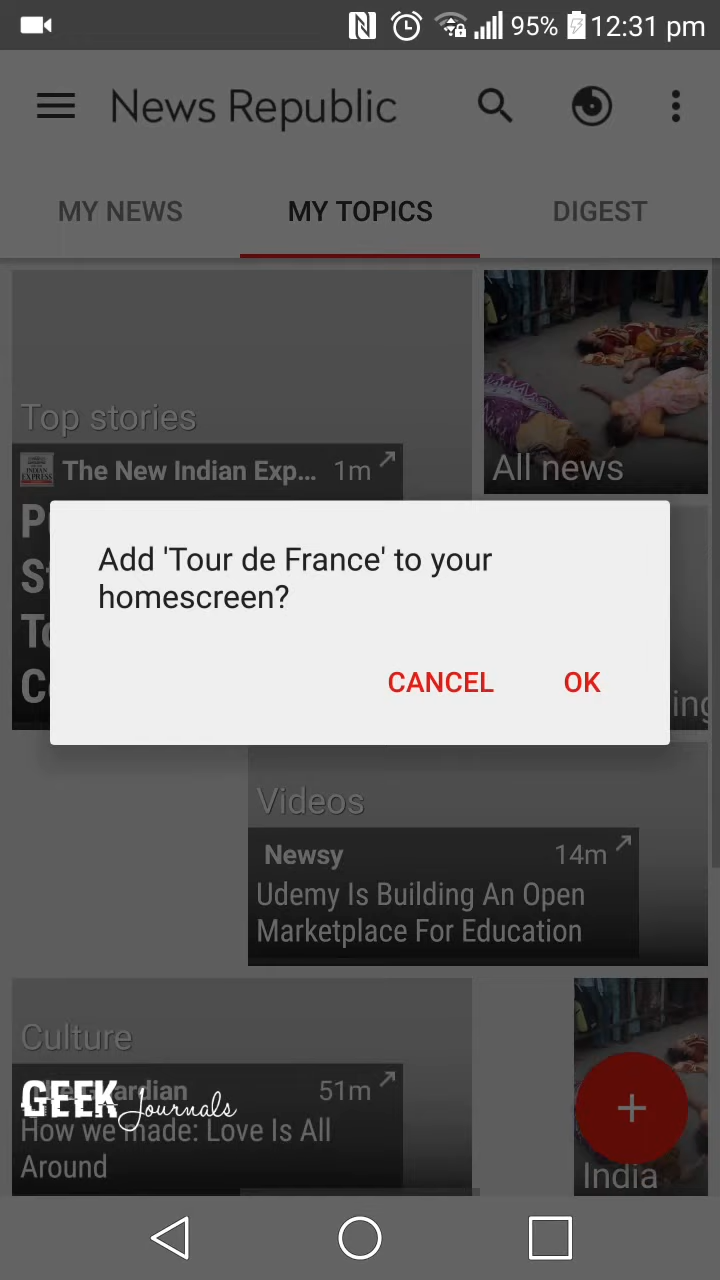 95% 12:31 pm
News Republic
MY NEWS MY TOPICS DIGEST
Top stories
The New Indian Exp... 1m
All news
Add 'Tour de France' to your
homescreen?
CANCEL OK
Videos
Newsy 14m
Udemy Is Building An Open
Marketplace For Education
Culture
51m
GEEK Journals
How we made: Love Is All
Around
India